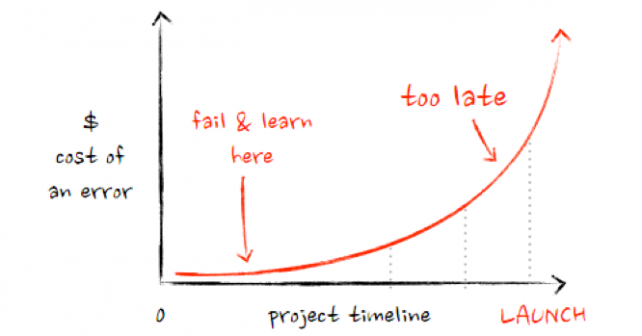 too late
fail & learn
here
$
cost of
an error
0
project timeline
LAUNCH